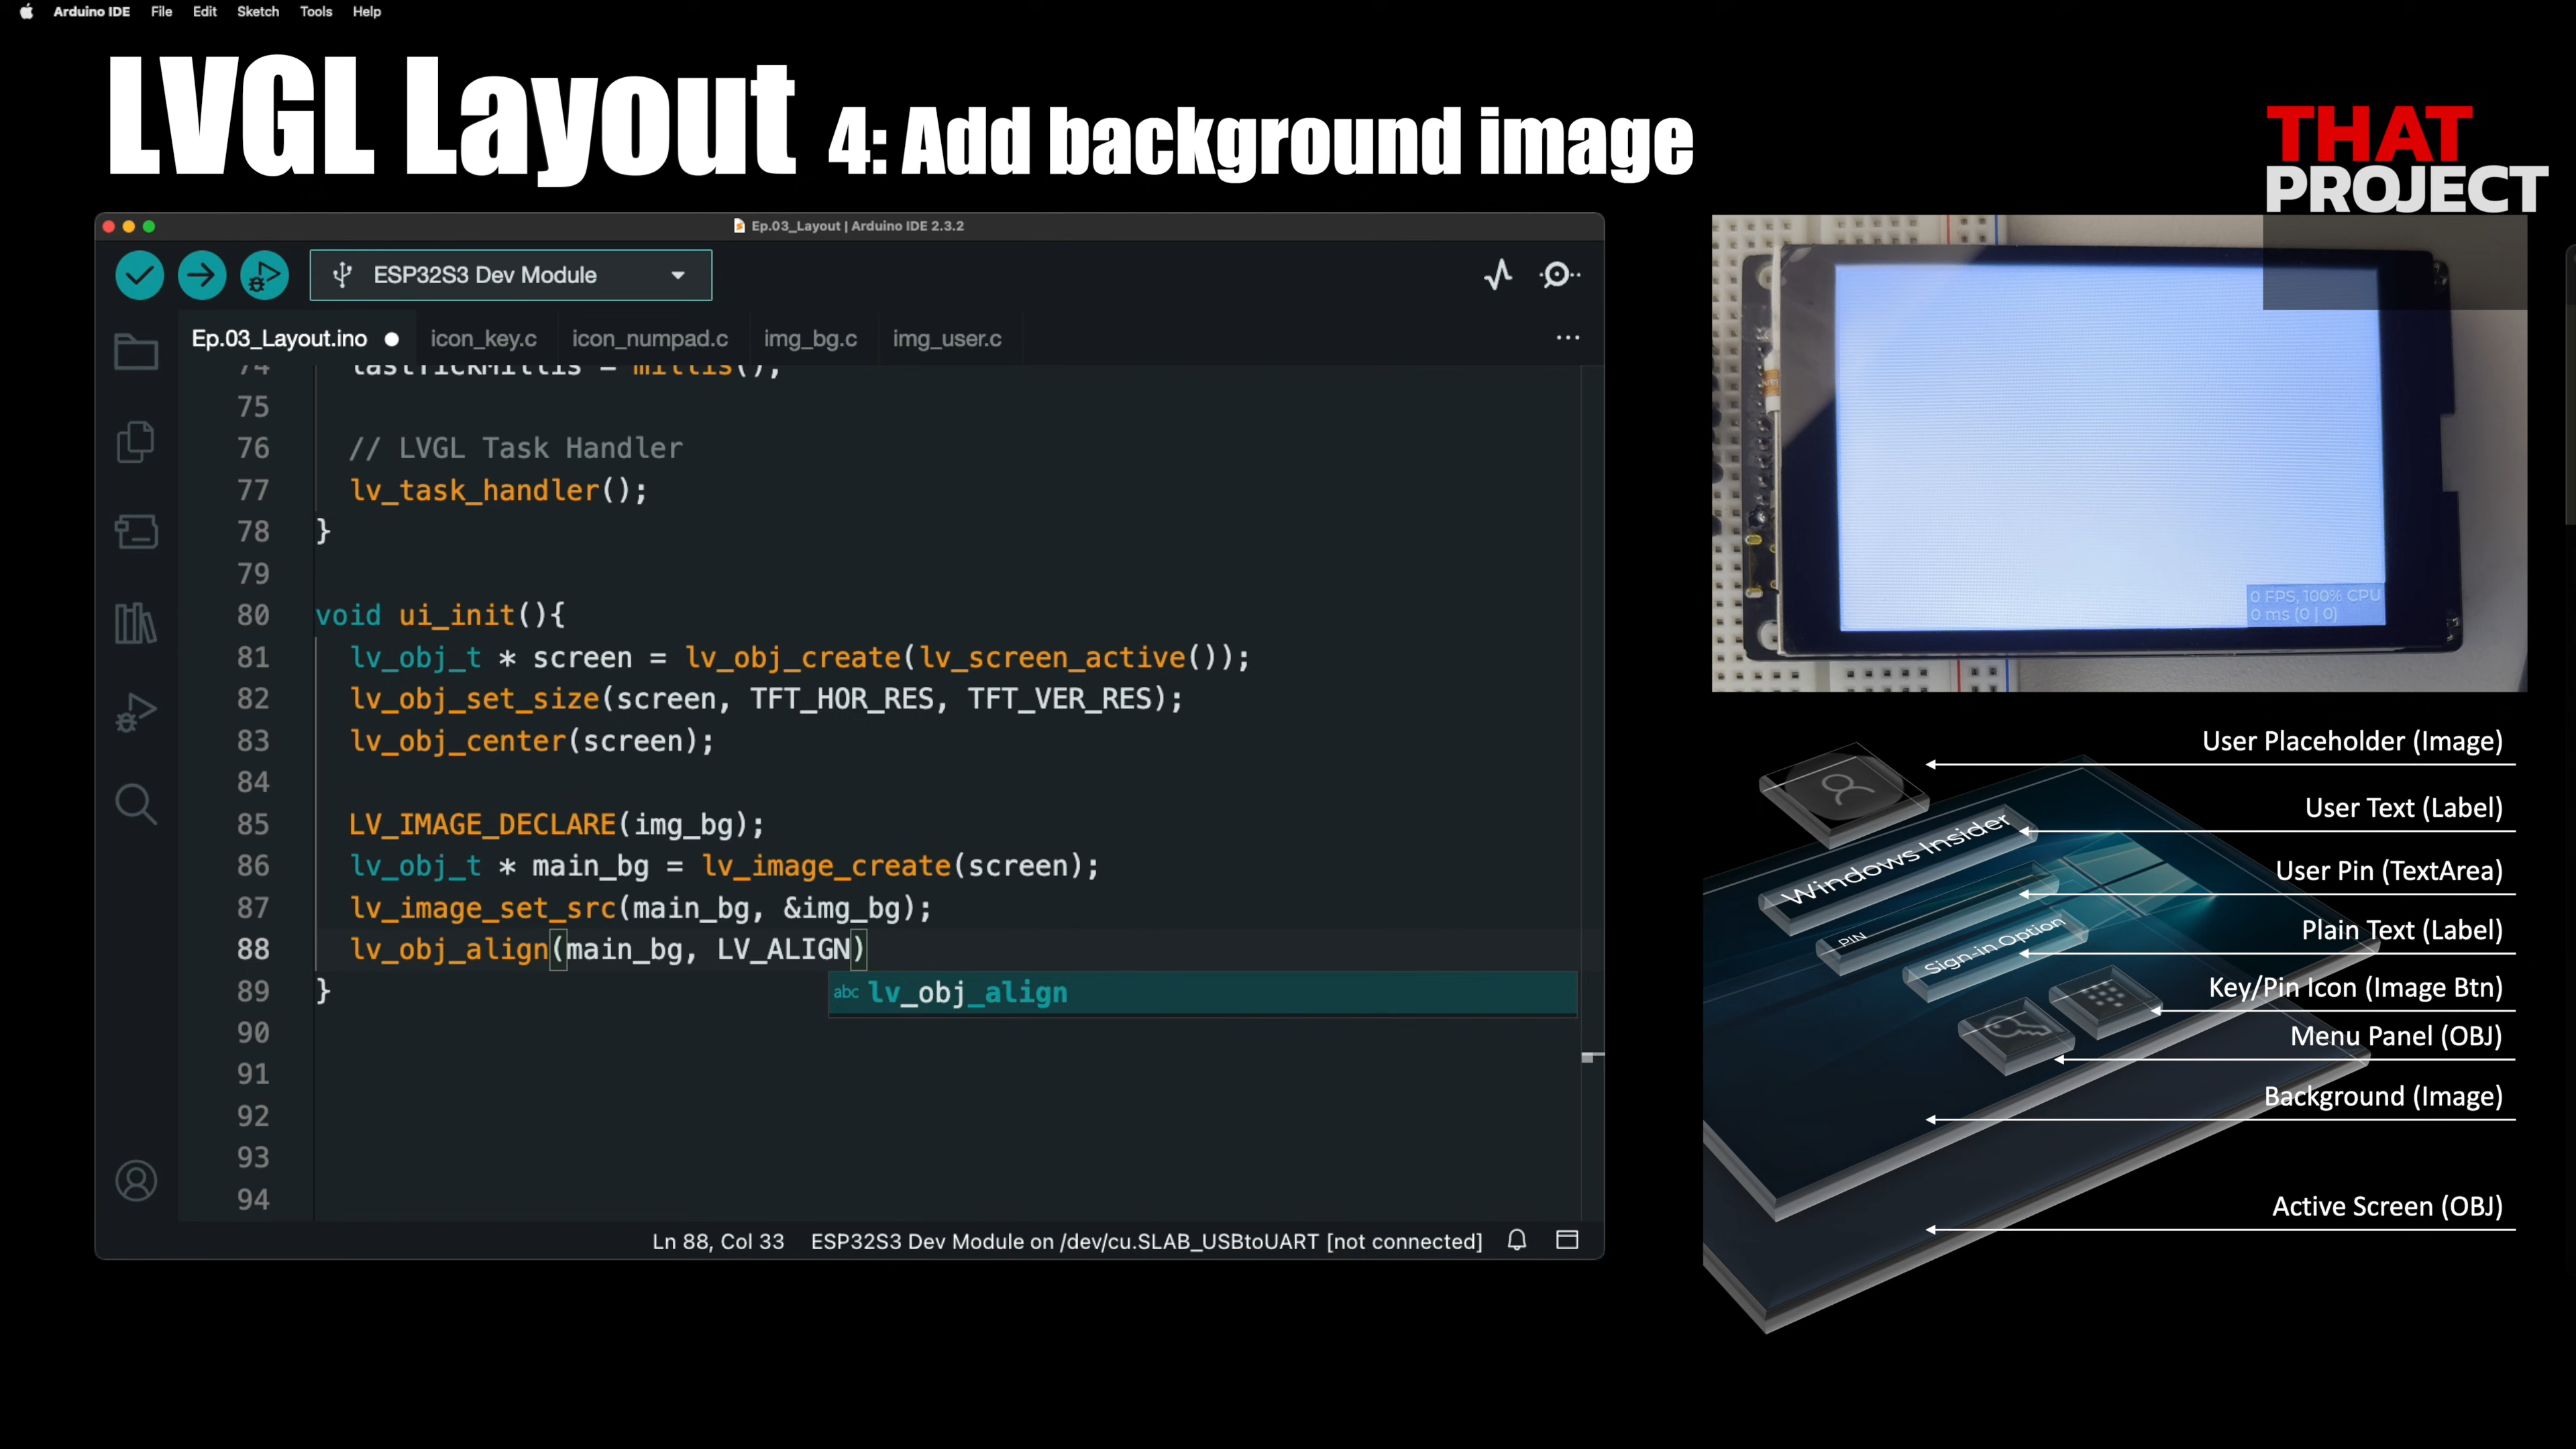 Arduino IDE File Edit Sketch Tools Help
LVGL Layout 4: Add background image
THAT
PROJECT
Ep.03_Layout | Arduino IDE 2.3.2
ESP32S3 Dev Module
Ep.03_Layout.ino icon_key.c icon_numpad.c img_bg.c img_user.c ...
74 lastTickMillis = millis();
75
76 // LVGL Task Handler
77 lv_task_handler();
78 }
79
80 void ui_init(){
81 lv_obj_t * screen = lv_obj_create(lv_screen_active());
82 lv_obj_set_size(screen, TFT_HOR_RES, TFT_VER_RES);
83 lv_obj_center(screen);
84
85 LV_IMAGE_DECLARE(img_bg);
86 lv_obj_t * main_bg = lv_image_create(screen);
87 lv_image_set_src(main_bg, &img_bg);
88 lv_obj_align(main_bg, LV_ALIGN)
abc lv_obj_align
89 }
90
91
92
93
94
Ln 88, Col 33 ESP32S3 Dev Module on /dev/cu.SLAB_USBtoUART [not connected]
0 FPS, 100% CPU
0 ms (0 | 0)
User Placeholder (Image)
User Text (Label)
Windows Insider
User Pin (TextArea)
PIN
Plain Text (Label)
Sign-in Option
Key/Pin Icon (Image Btn)
Menu Panel (OBJ)
Background (Image)
Active Screen (OBJ)